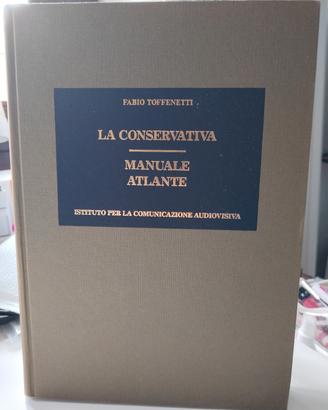 FABIO TOFFENETTI
LA CONSERVATIVA
MANUALE
ATLANTE
ISTITUTO PER LA COMUNICAZIONE AUDIOVISIVA